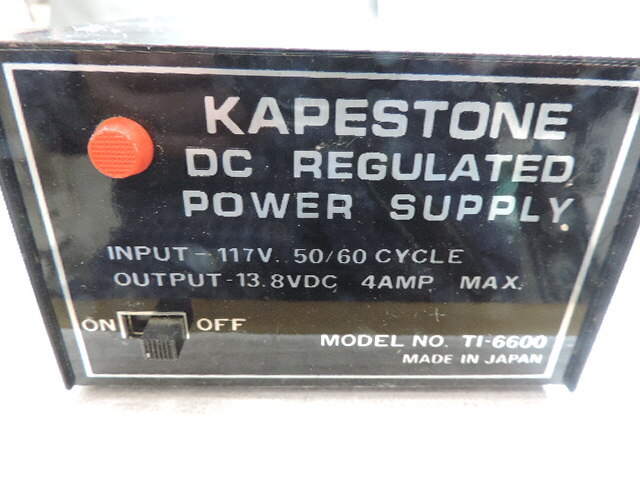 KAPESTONE
DC REGULATED
POWER SUPPLY
INPUT - 117V. 50/60 CYCLE
OUTPUT-13.8VDC 4AMP MAX.
ON OFF
MODEL NO. TI-6600
MADE IN JAPAN